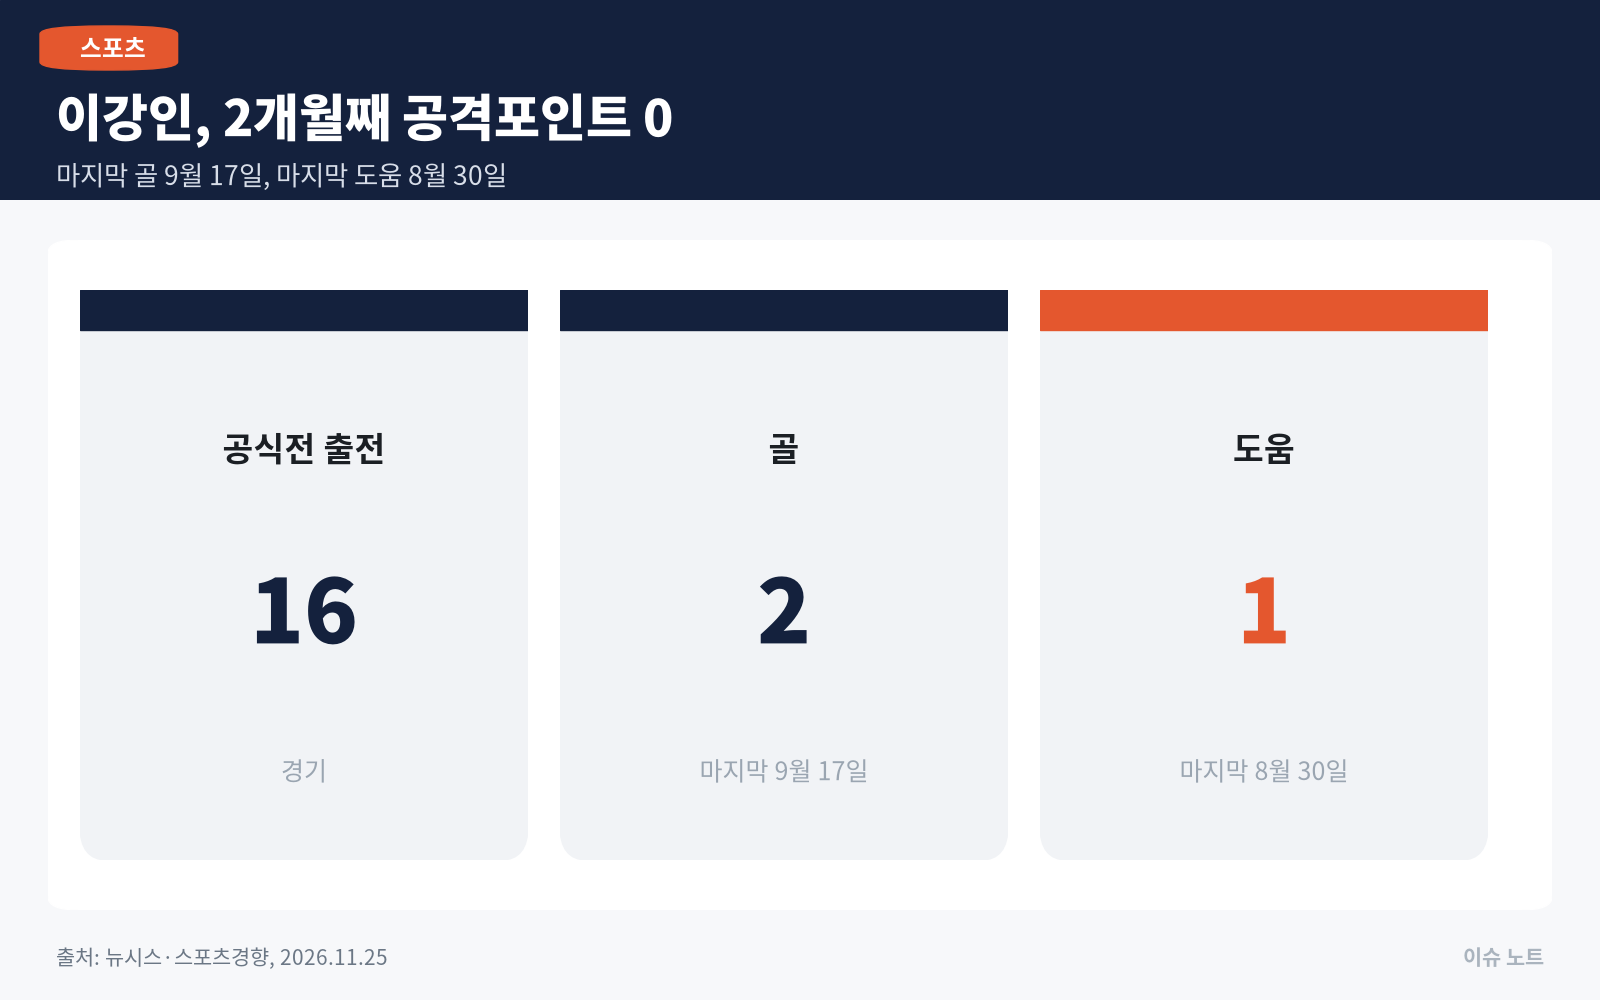 스포츠
이강인, 2개월째 공격포인트 0
마지막 골 9월 17일, 마지막 도움 8월 30일
공식전 출전
16
경기
골
2
마지막 9월 17일
도움
1
마지막 8월 30일
출처: 뉴시스·스포츠경향, 2026.11.25
이슈 노트